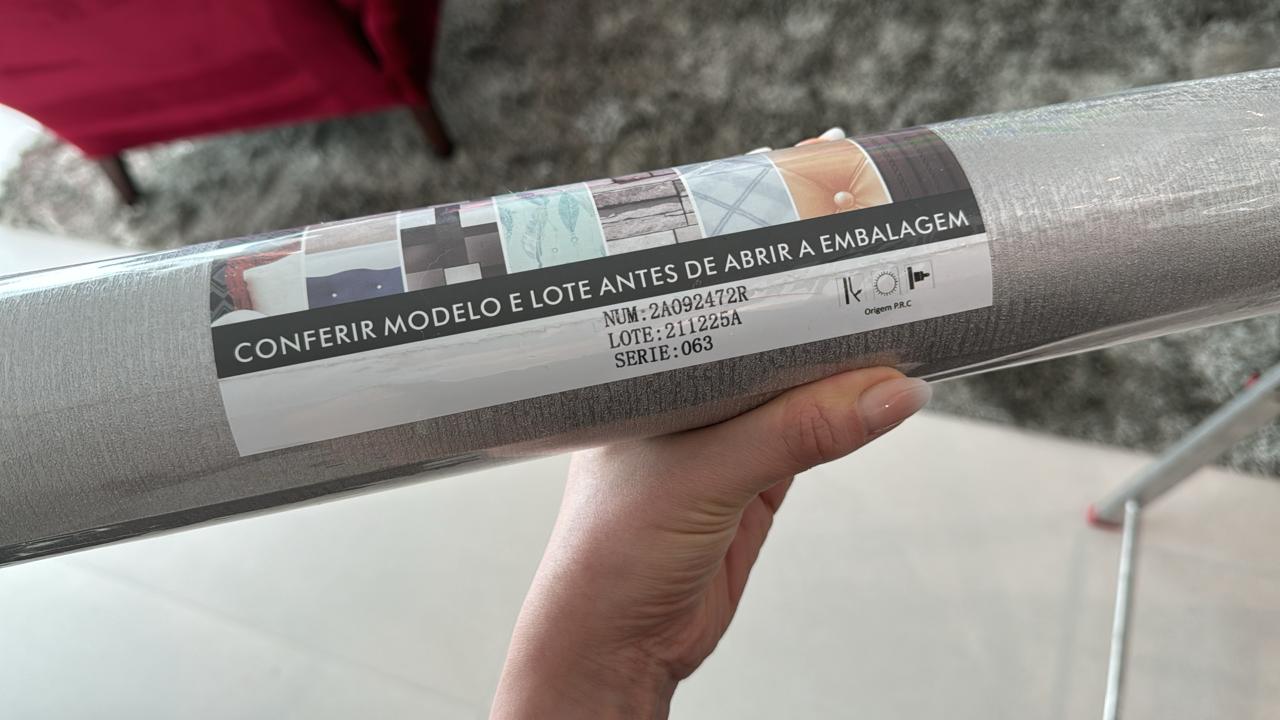 CONFERIR MODELO E LOTE ANTES DE ABRIR A EMBALAGEM
NUM:2A092472R
LOTE:211225A
SERIE:063
Origem P.R.C